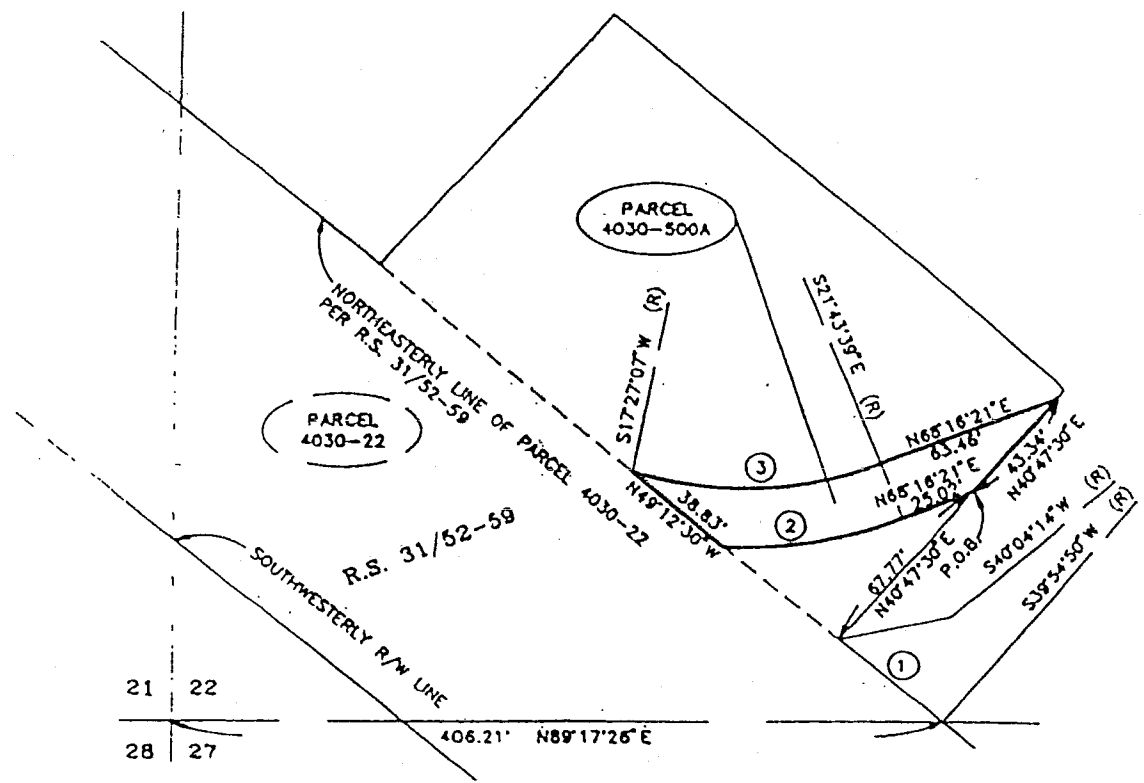 PARCEL
4030-500A
S21°43'39"E (R)
S17°27'07"W (R)
NORTHEASTERLY LINE OF PARCEL 4030-22
PER R.S. 31/52-59
PARCEL
4030-22
N68°16'21"E
63.46'
3
43.34'
N40°47'30"E
N68°16'21"E
25.03'
38.83'
N49°12'30"W
2
67.77'
N40°47'30"E
P.O.B.
S40°04'14"W (R)
S39°54'50"W (R)
R.S. 31/52-59
SOUTHWESTERLY R/W LINE
1
21 22
28 27
406.21' N89°17'26"E